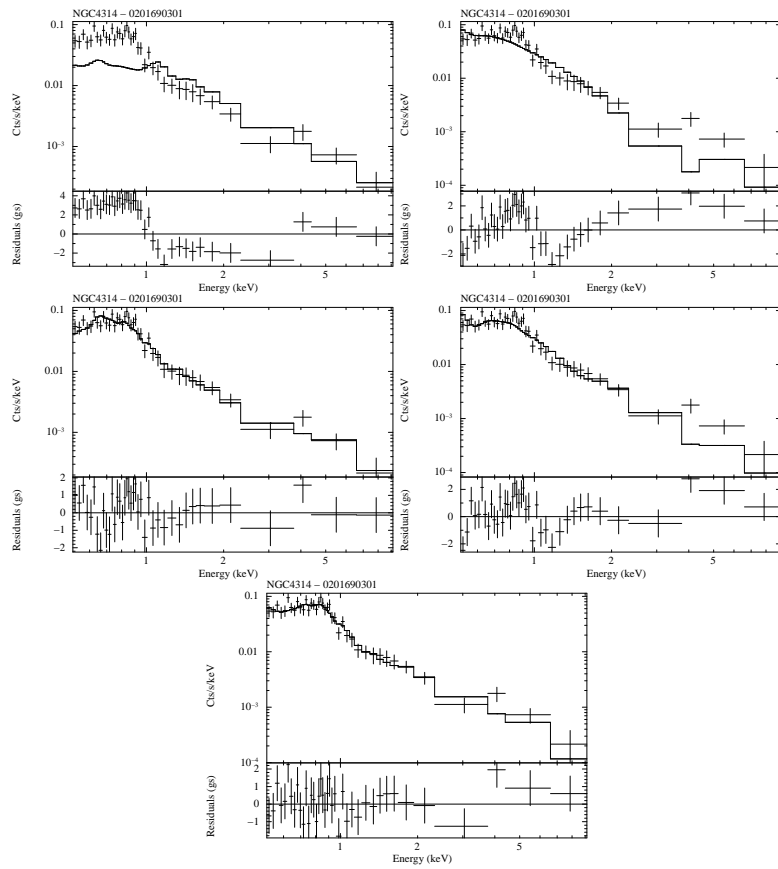 NGC4314 – 0201690301
NGC4314 – 0201690301
0.1
0.01
10⁻³
Cts/s/keV
4
2
0
−2
Residuals (gs)
1
2
5
Energy (keV)
0.1
0.01
10⁻³
10⁻⁴
Cts/s/keV
2
0
−2
Residuals (gs)
1
2
5
Energy (keV)
NGC4314 – 0201690301
NGC4314 – 0201690301
0.1
0.01
10⁻³
Cts/s/keV
2
1
0
−1
−2
Residuals (gs)
1
2
5
Energy (keV)
0.1
0.01
10⁻³
10⁻⁴
Cts/s/keV
2
0
−2
Residuals (gs)
1
2
5
Energy (keV)
NGC4314 – 0201690301
0.1
0.01
10⁻³
10⁻⁴
Cts/s/keV
2
1
0
−1
Residuals (gs)
1
2
5
Energy (keV)